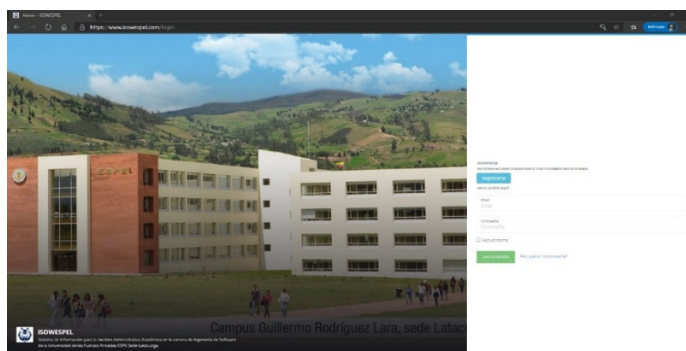 https://www.isowespel.com/login
ESPEL
Registrarse
Email
Email
Contraseña
Contraseña
Recuérdame
Recuperar contraseña?
Campus Guillermo Rodríguez Lara, sede Latac
ISOWESPEL
Sistema de Información para la Gestión Administrativa Académica en la carrera de Ingeniería de Software
de la Universidad de las Fuerzas Armadas ESPE Sede Latacunga.